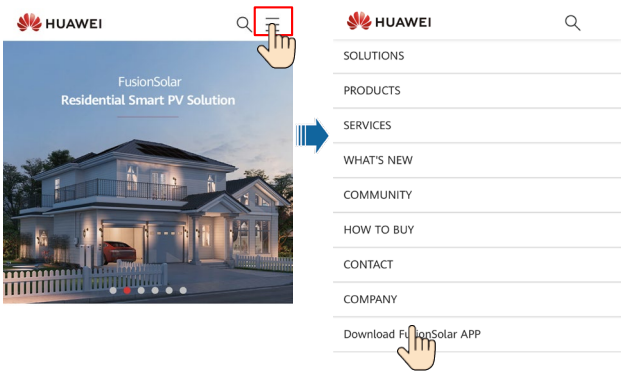 HUAWEI
FusionSolar
Residential Smart PV Solution
HUAWEI
SOLUTIONS
PRODUCTS
SERVICES
WHAT'S NEW
COMMUNITY
HOW TO BUY
CONTACT
COMPANY
Download FusionSolar APP